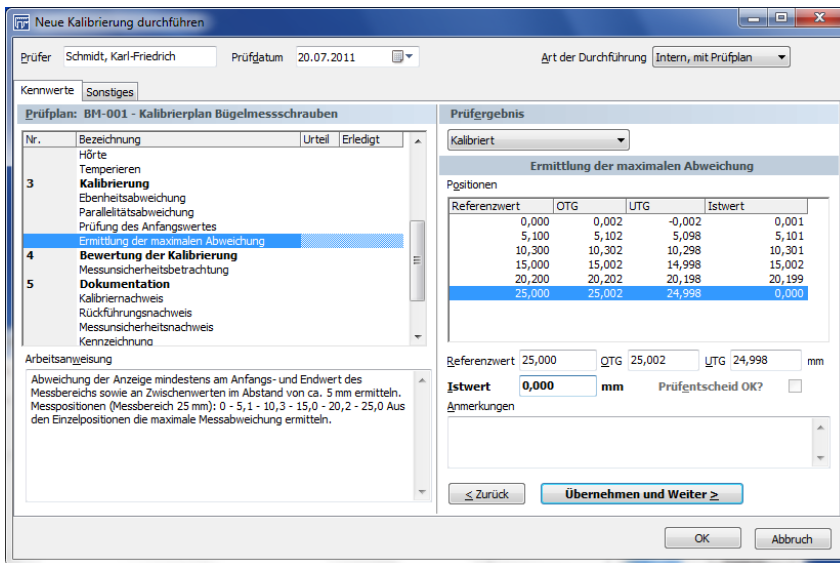 Neue Kalibrierung durchführen
Prüfer Schmidt, Karl-Friedrich Prüfdatum 20.07.2011 Art der Durchführung Intern, mit Prüfplan
Kennwerte Sonstiges
Prüfplan: BM-001 - Kalibrierplan Bügelmessschrauben
Nr. Bezeichnung Urteil Erledigt
Hörte
Temperieren
3 Kalibrierung
Ebenheitsabweichung
Parallelitätsabweichung
Prüfung des Anfangswertes
Ermittlung der maximalen Abweichung
4 Bewertung der Kalibrierung
Messunsicherheitsbetrachtung
5 Dokumentation
Kalibriernachweis
Rückführungsnachweis
Messunsicherheitsnachweis
Kennzeichnung
Arbeitsanweisung
Abweichung der Anzeige mindestens am Anfangs- und Endwert des
Messbereichs sowie an Zwischenwerten im Abstand von ca. 5 mm ermitteln.
Messpositionen (Messbereich 25 mm): 0 - 5,1 - 10,3 - 15,0 - 20,2 - 25,0 Aus
den Einzelpositionen die maximale Messabweichung ermitteln.
Prüfergebnis
Kalibriert
Ermittlung der maximalen Abweichung
Positionen
Referenzwert OTG UTG Istwert
0,000 0,002 -0,002 0,001
5,100 5,102 5,098 5,101
10,300 10,302 10,298 10,301
15,000 15,002 14,998 15,002
20,200 20,202 20,198 20,199
25,000 25,002 24,998 0,000
Referenzwert 25,000 OTG 25,002 UTG 24,998 mm
Istwert 0,000 mm Prüfentscheid OK?
Anmerkungen
< Zurück Übernehmen und Weiter >
OK Abbruch